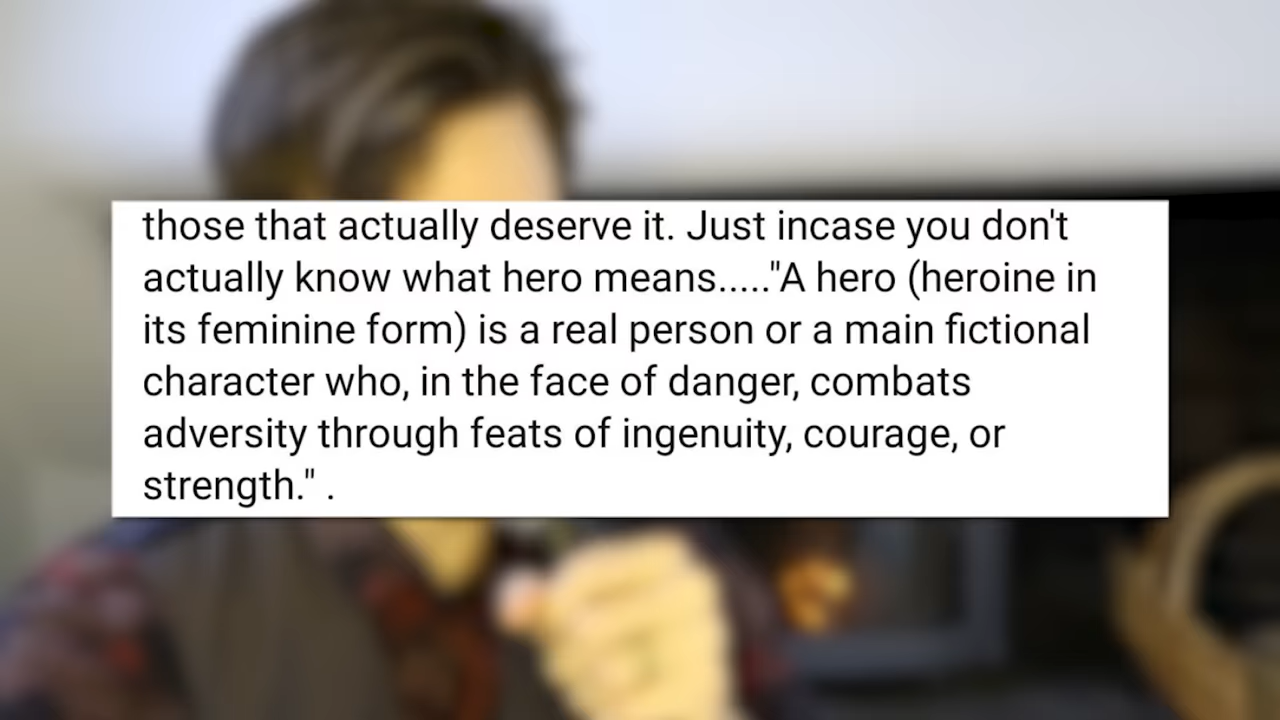 those that actually deserve it. Just incase you don't
actually know what hero means....."A hero (heroine in
its feminine form) is a real person or a main fictional
character who, in the face of danger, combats
adversity through feats of ingenuity, courage, or
strength." .